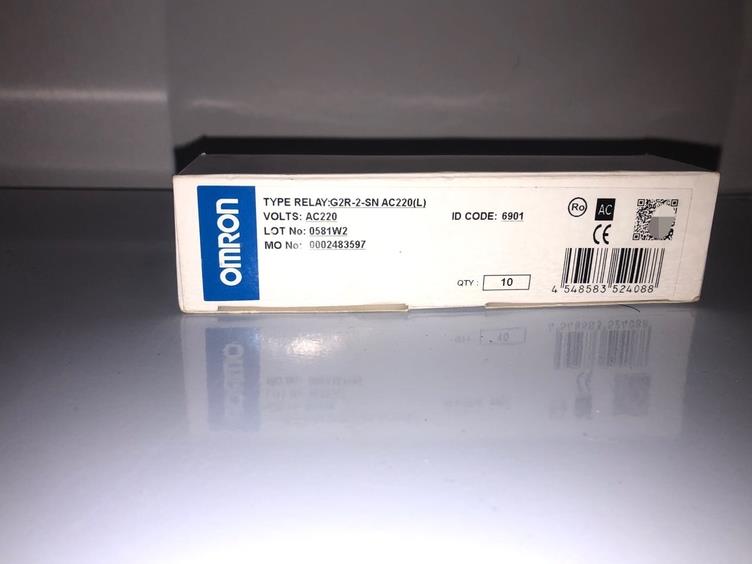 OMRON
TYPE RELAY:G2R-2-SN AC220(L)
VOLTS: AC220
ID CODE: 6901
LOT No: 0581W2
MO No: 0002483597
Ro
AC
CE
QTY : 10
4 548583 524088